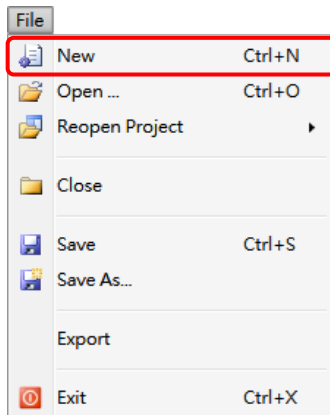 File
New Ctrl+N
Open ... Ctrl+O
Reopen Project
Close
Save Ctrl+S
Save As...
Export
Exit Ctrl+X